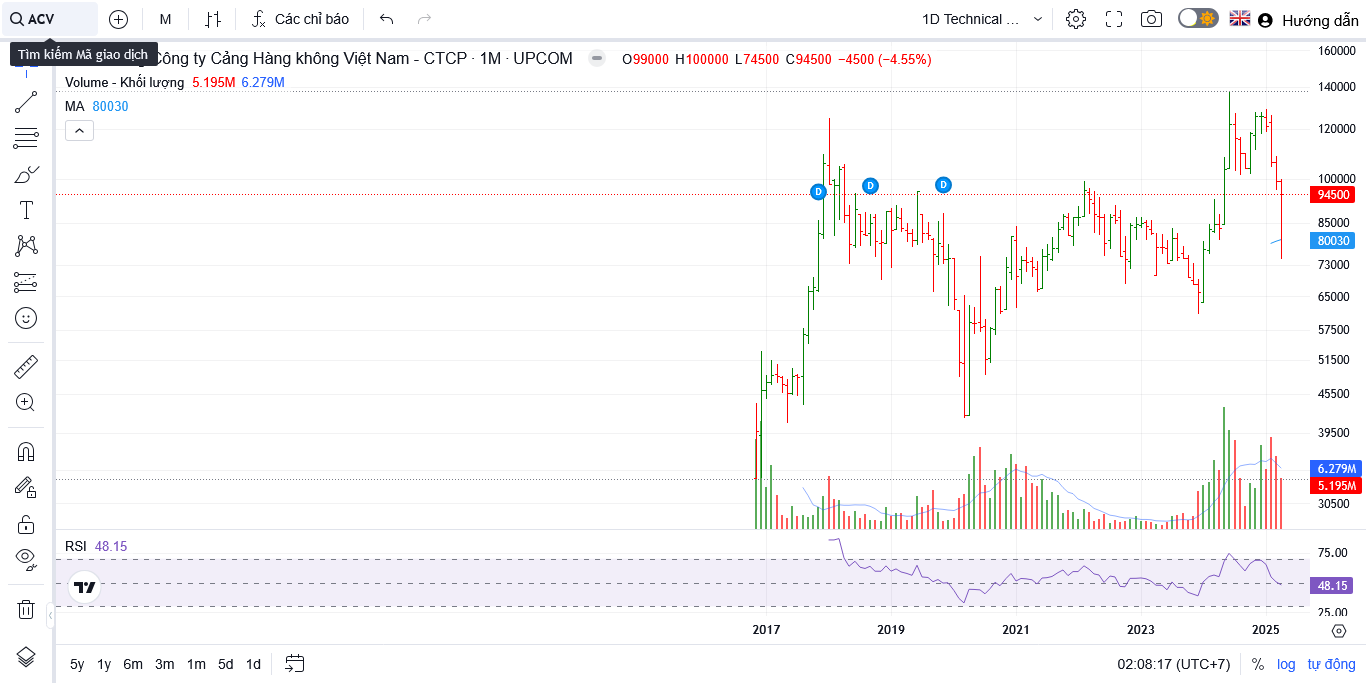 ACV
M
Các chỉ báo
1D Technical ...
Hướng dẫn
Tìm kiếm Mã giao dịch
Công ty Cảng Hàng không Việt Nam - CTCP · 1M · UPCOM
O99000 H100000 L74500 C94500 −4500 (−4.55%)
Volume - Khối lượng 5.195M 6.279M
MA 80030
160000
140000
120000
100000
94500
85000
80030
73000
65000
57500
51500
45500
39500
6.279M
5.195M
30500
D
D
D
RSI 48.15
75.00
48.15
25.00
2017 2019 2021 2023 2025
5y 1y 6m 3m 1m 5d 1d
02:08:17 (UTC+7)
% log tự động